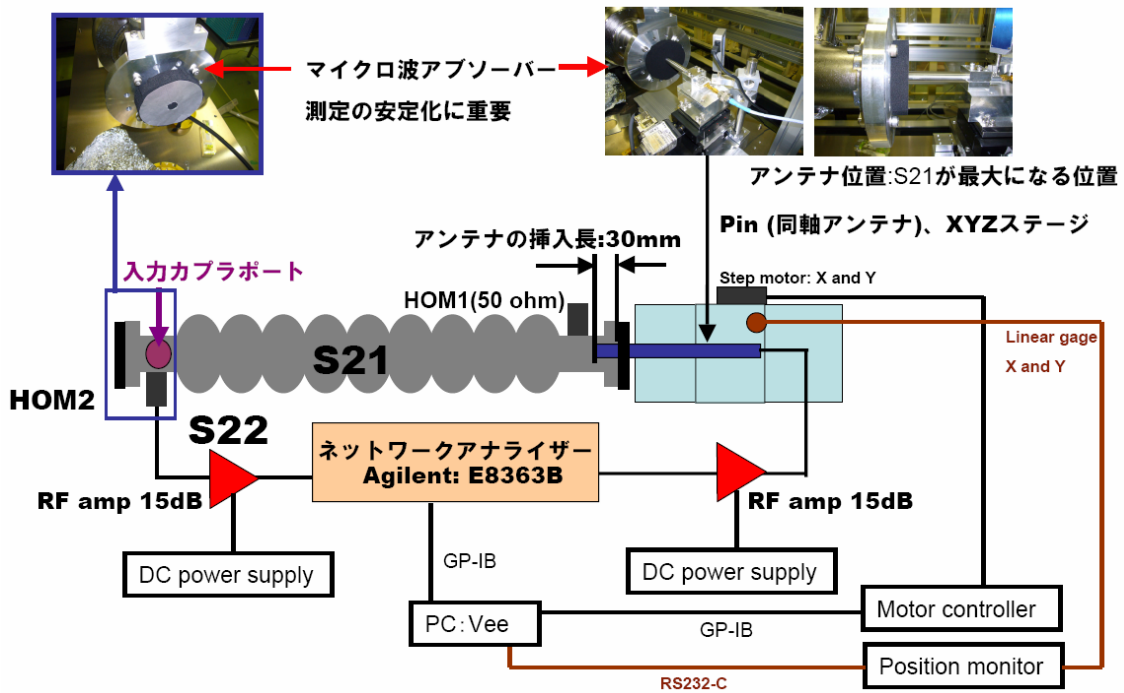 マイクロ波アブソーバー
測定の安定化に重要
アンテナ位置:S21が最大になる位置
Pin (同軸アンテナ)、XYZステージ
アンテナの挿入長:30mm
入力カプラポート
HOM1(50 ohm)
Step motor: X and Y
Linear gage
X and Y
S21
HOM2
S22
ネットワークアナライザー
Agilent: E8363B
RF amp 15dB
RF amp 15dB
DC power supply
GP-IB
DC power supply
PC：Vee
GP-IB
Motor controller
Position monitor
RS232-C